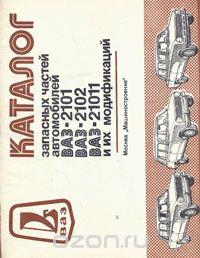 КАТАЛОГ
запасных частей
автомобилей
ВАЗ-2101
ВАЗ-2102
ВАЗ-21011
и их модификаций
Москва „Машиностроение"
ВАЗ
ozon.ru